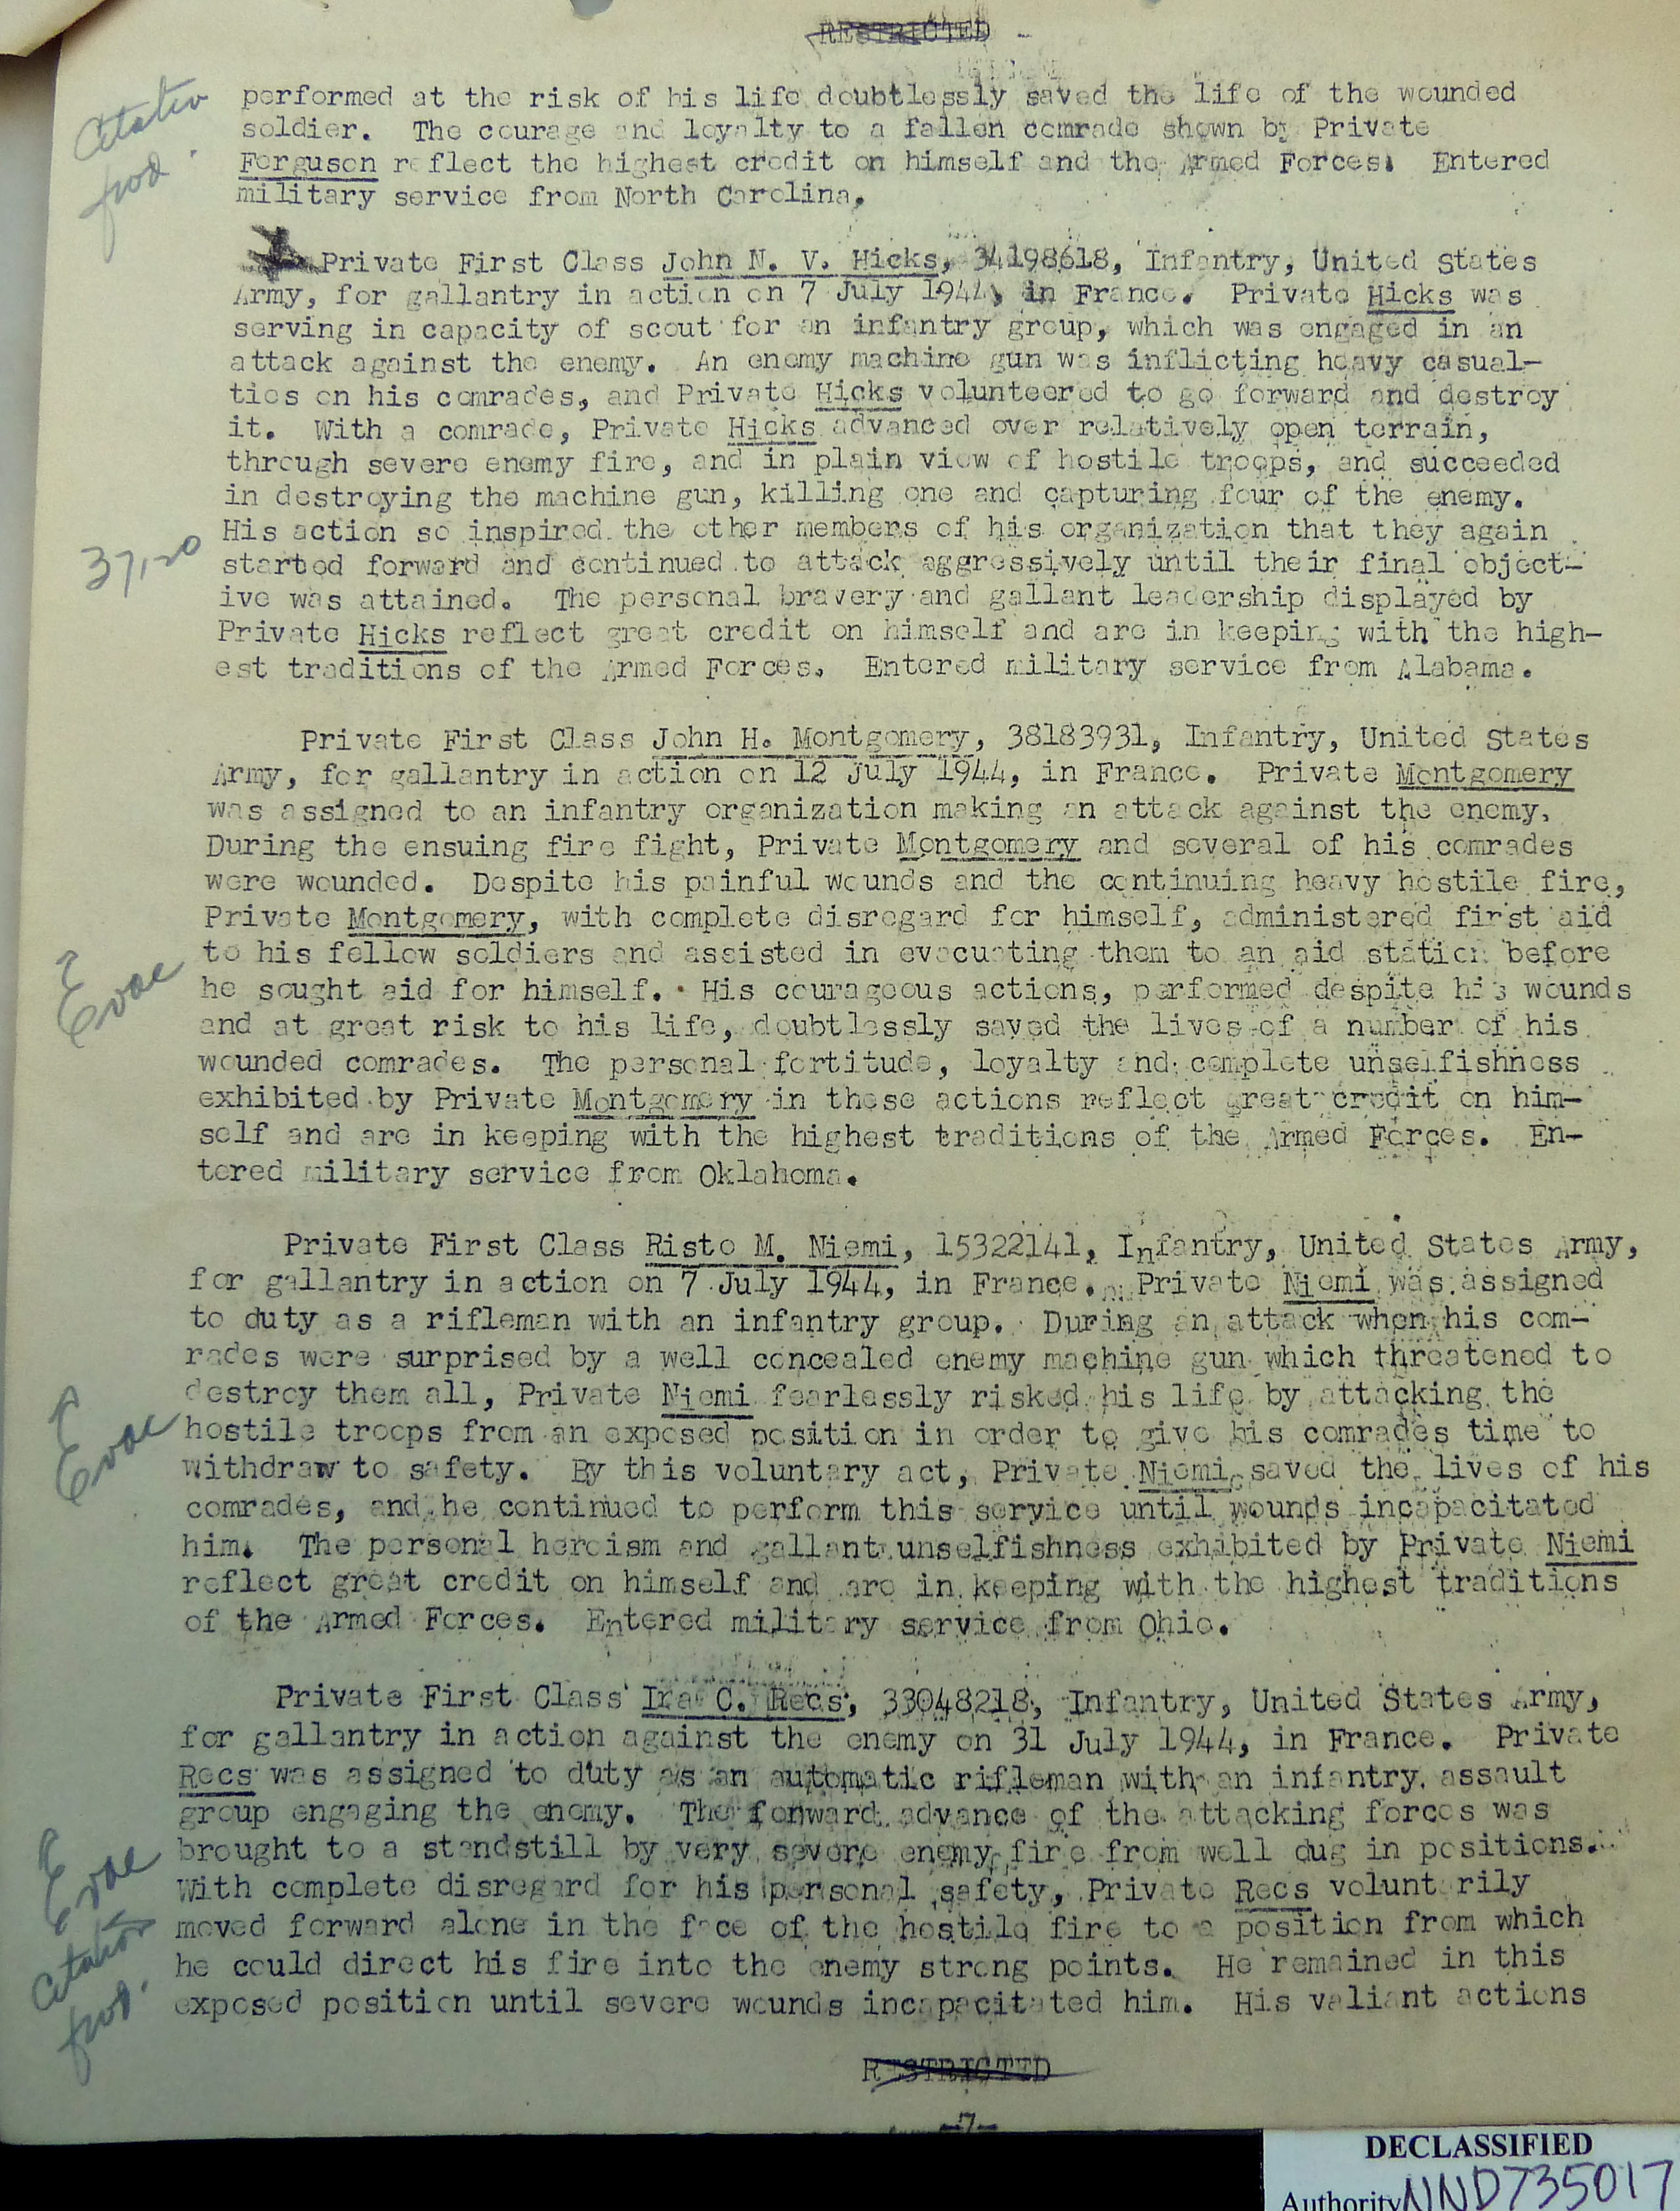 RESTRICTED
performed at the risk of his life doubtlessly saved the life of the wounded
soldier. The courage and loyalty to a fallen comrade shown by Private
Ferguson reflect the highest credit on himself and the Armed Forces. Entered
military service from North Carolina.
Private First Class John N. V. Hicks, 34198618, Infantry, United States
Army, for gallantry in action on 7 July 1944, in France. Private Hicks was
serving in capacity of scout for an infantry group, which was engaged in an
attack against the enemy. An enemy machine gun was inflicting heavy casual-
ties on his comrades, and Private Hicks volunteered to go forward and destroy
it. With a comrade, Private Hicks advanced over relatively open terrain,
through severe enemy fire, and in plain view of hostile troops, and succeeded
in destroying the machine gun, killing one and capturing four of the enemy.
His action so inspired the other members of his organization that they again
started forward and continued to attack aggressively until their final object-
ive was attained. The personal bravery and gallant leadership displayed by
Private Hicks reflect great credit on himself and are in keeping with the high-
est traditions of the Armed Forces. Entered military service from Alabama.
37,20
Private First Class John H. Montgomery, 38183931, Infantry, United States
Army, for gallantry in action on 12 July 1944, in France. Private Montgomery
was assigned to an infantry organization making an attack against the enemy.
During the ensuing fire fight, Private Montgomery and several of his comrades
were wounded. Despite his painful wounds and the continuing heavy hostile fire,
Private Montgomery, with complete disregard for himself, administered first aid
to his fellow soldiers and assisted in evacuating them to an aid station before
he sought aid for himself. His courageous actions, performed despite his wounds
and at great risk to his life, doubtlessly saved the lives of a number of his
wounded comrades. The personal fortitude, loyalty and complete unselfishness
exhibited by Private Montgomery in these actions reflect great credit on him-
self and are in keeping with the highest traditions of the Armed Forces. En-
tered military service from Oklahoma.
Evac
Private First Class Risto M. Niemi, 15322141, Infantry, United States Army,
for gallantry in action on 7 July 1944, in France. Private Niemi was assigned
to duty as a rifleman with an infantry group. During an attack when his com-
rades were surprised by a well concealed enemy machine gun which threatened to
destroy them all, Private Niemi fearlessly risked his life by attacking the
hostile troops from an exposed position in order to give his comrades time to
withdraw to safety. By this voluntary act, Private Niemi saved the lives of his
comrades, and he continued to perform this service until wounds incapacitated
him. The personal heroism and gallant unselfishness exhibited by Private Niemi
reflect great credit on himself and are in keeping with the highest traditions
of the Armed Forces. Entered military service from Ohio.
Evac
Private First Class Ira C. Recs, 33048218, Infantry, United States Army,
for gallantry in action against the enemy on 31 July 1944, in France. Private
Recs was assigned to duty as an automatic rifleman with an infantry assault
group engaging the enemy. The forward advance of the attacking forces was
brought to a standstill by very severe enemy fire from well dug in positions.
With complete disregard for his personal safety, Private Recs voluntarily
moved forward alone in the face of the hostile fire to a position from which
he could direct his fire into the enemy strong points. He remained in this
exposed position until severe wounds incapacitated him. His valiant actions
Evac
citation
RESTRICTED
-7-
DECLASSIFIED
Authority NND735017